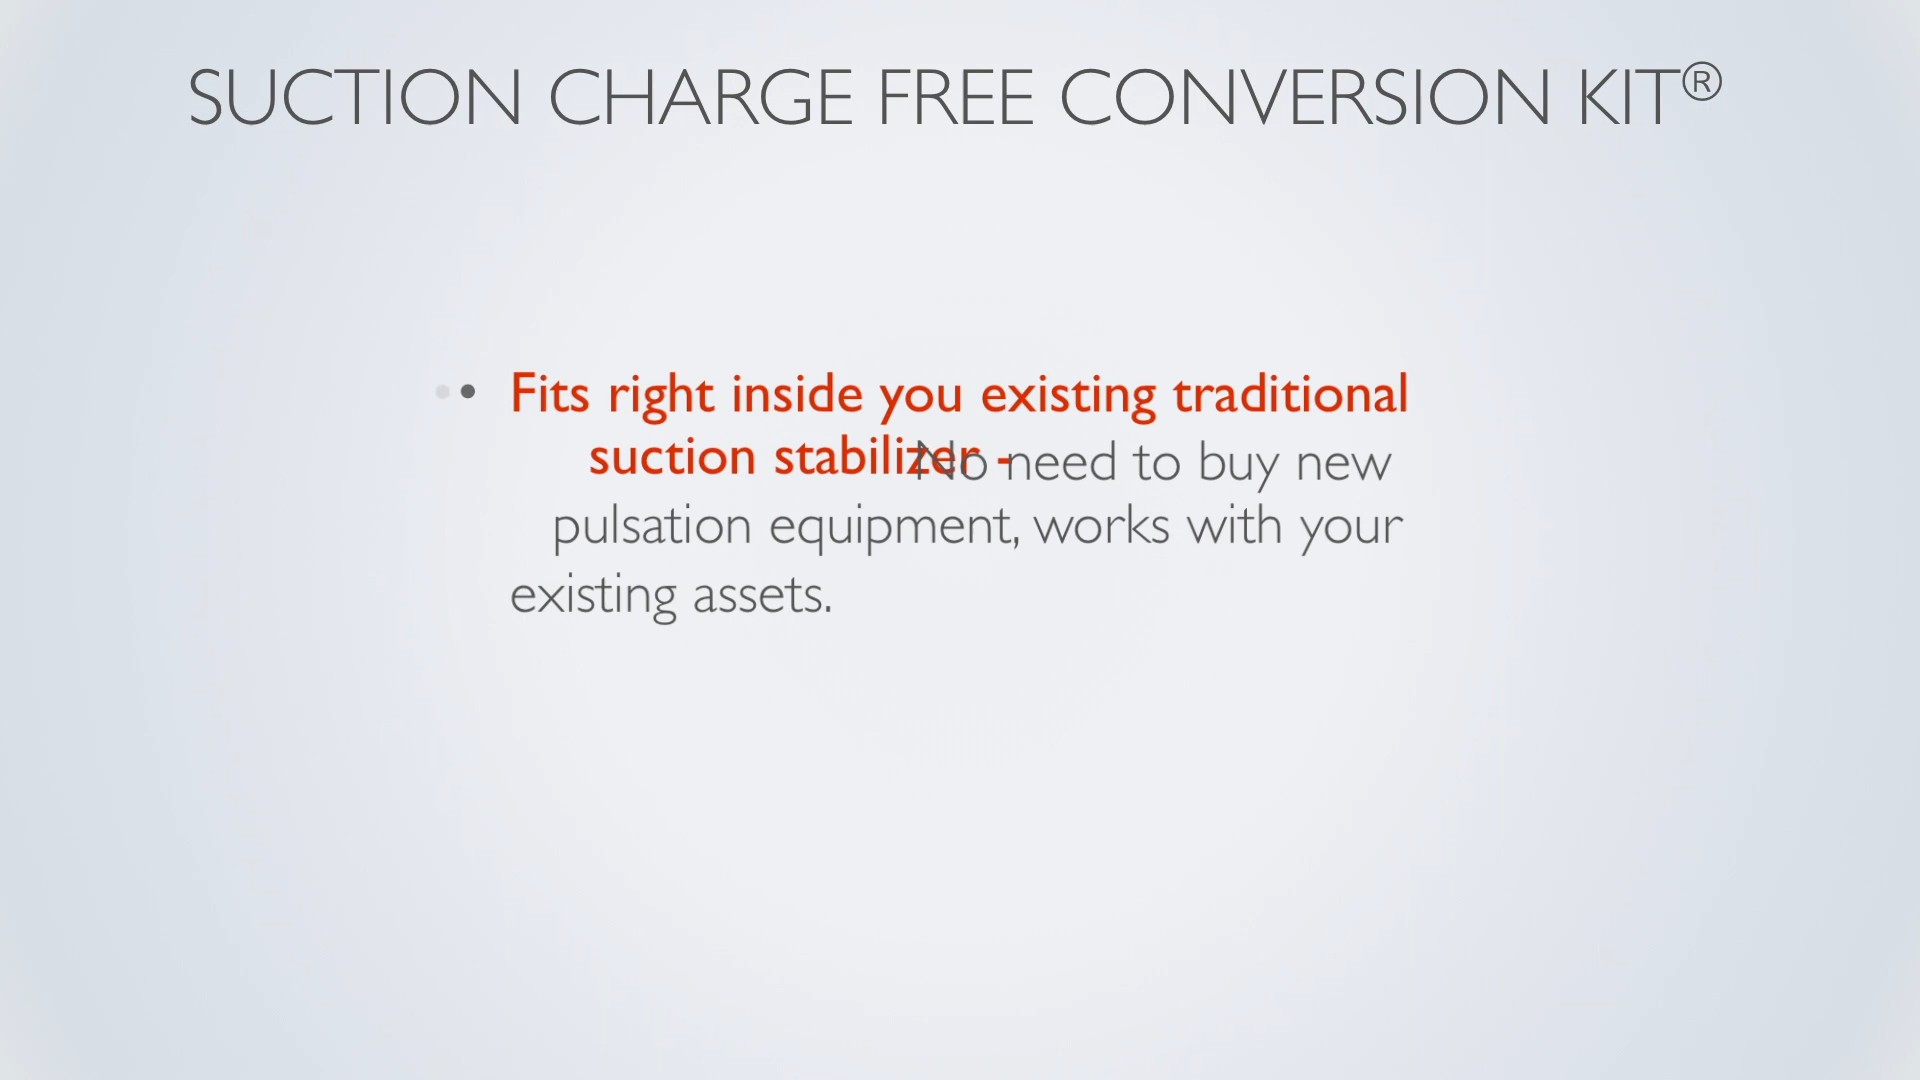 SUCTION CHARGE FREE CONVERSION KIT®
• Fits right inside you existing traditional
suction stabilizer - No need to buy new
pulsation equipment, works with your
existing assets.